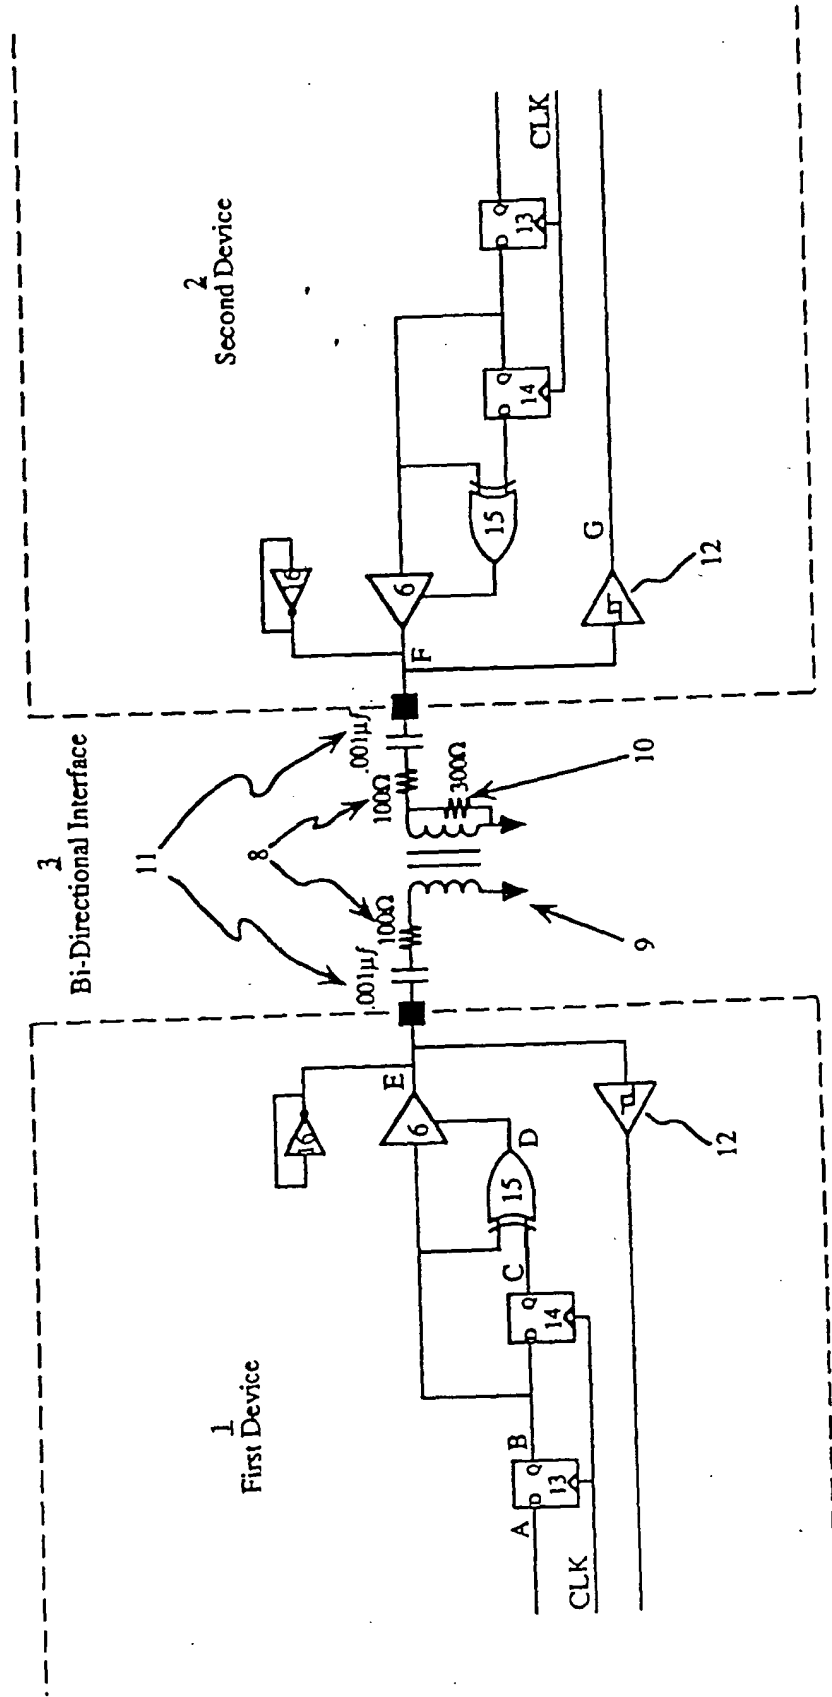 1
First Device
A
D
Q
13
B
CLK
D
Q
14
C
15
D
6
E
16
12
3
Bi-Directional Interface
11
8
.001µf
100Ω
9
100Ω
.001µf
300Ω
10
2
Second Device
16
F
6
15
D
Q
14
D
Q
13
CLK
G
12